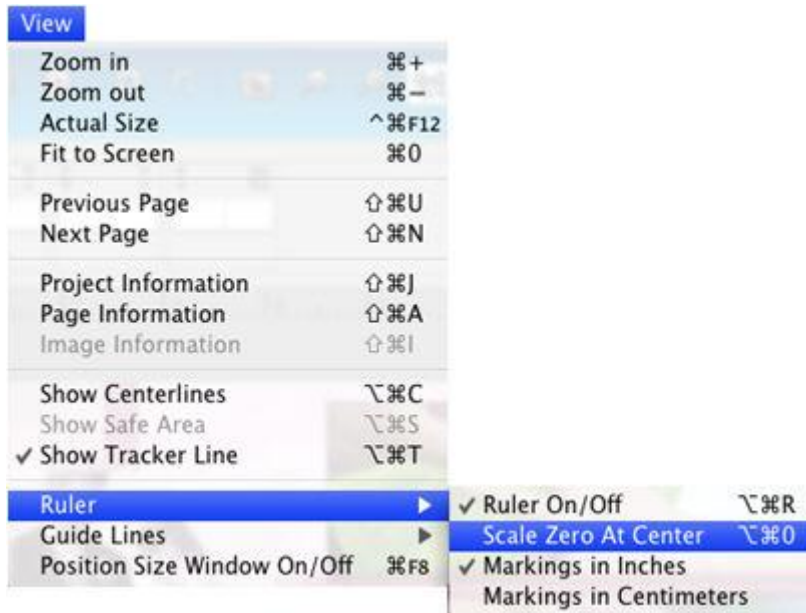 View
Zoom in ⌘+
Zoom out ⌘−
Actual Size ^⌘F12
Fit to Screen ⌘0
Previous Page ⇧⌘U
Next Page ⇧⌘N
Project Information ⇧⌘J
Page Information ⇧⌘A
Image Information ⇧⌘I
Show Centerlines ⌥⌘C
Show Safe Area ⌥⌘S
✓ Show Tracker Line ⌥⌘T
Ruler ▶
✓ Ruler On/Off ⌥⌘R
Guide Lines ▶
Scale Zero At Center ⌥⌘0
Position Size Window On/Off ⌘F8
✓ Markings in Inches
Markings in Centimeters